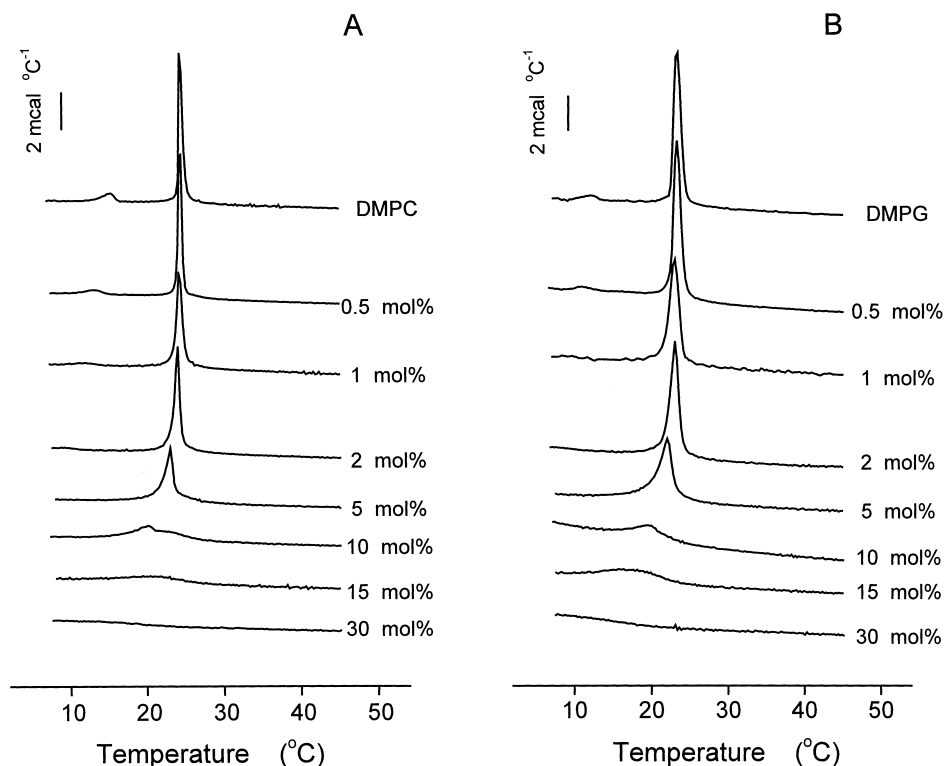 A
2 mcal °C⁻¹
DMPC
0.5 mol%
1 mol%
2 mol%
5 mol%
10 mol%
15 mol%
30 mol%
10 20 30 40 50
Temperature (°C)
B
2 mcal °C⁻¹
DMPG
0.5 mol%
1 mol%
2 mol%
5 mol%
10 mol%
15 mol%
30 mol%
10 20 30 40 50
Temperature (°C)